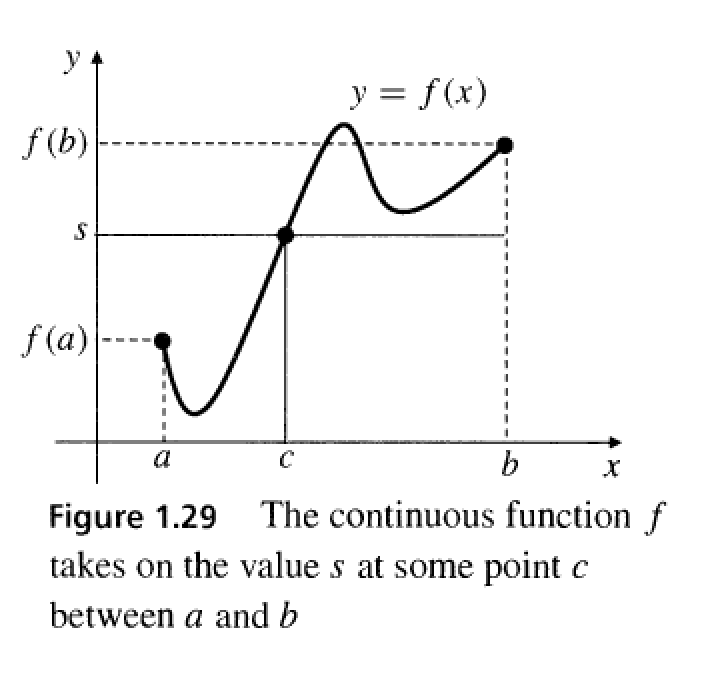 y
y = f(x)
f(b)
s
f(a)
a
c
b
x
Figure 1.29 The continuous function f
takes on the value s at some point c
between a and b